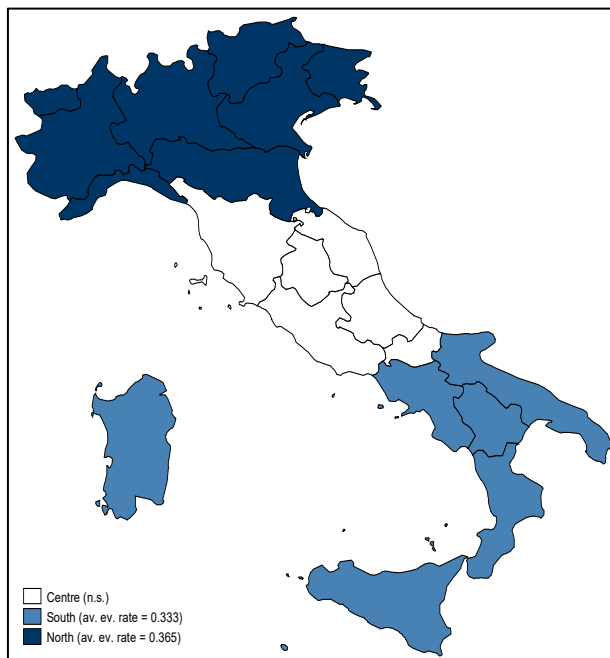 Centre (n.s.)
South (av. ev. rate = 0.333)
North (av. ev. rate = 0.365)